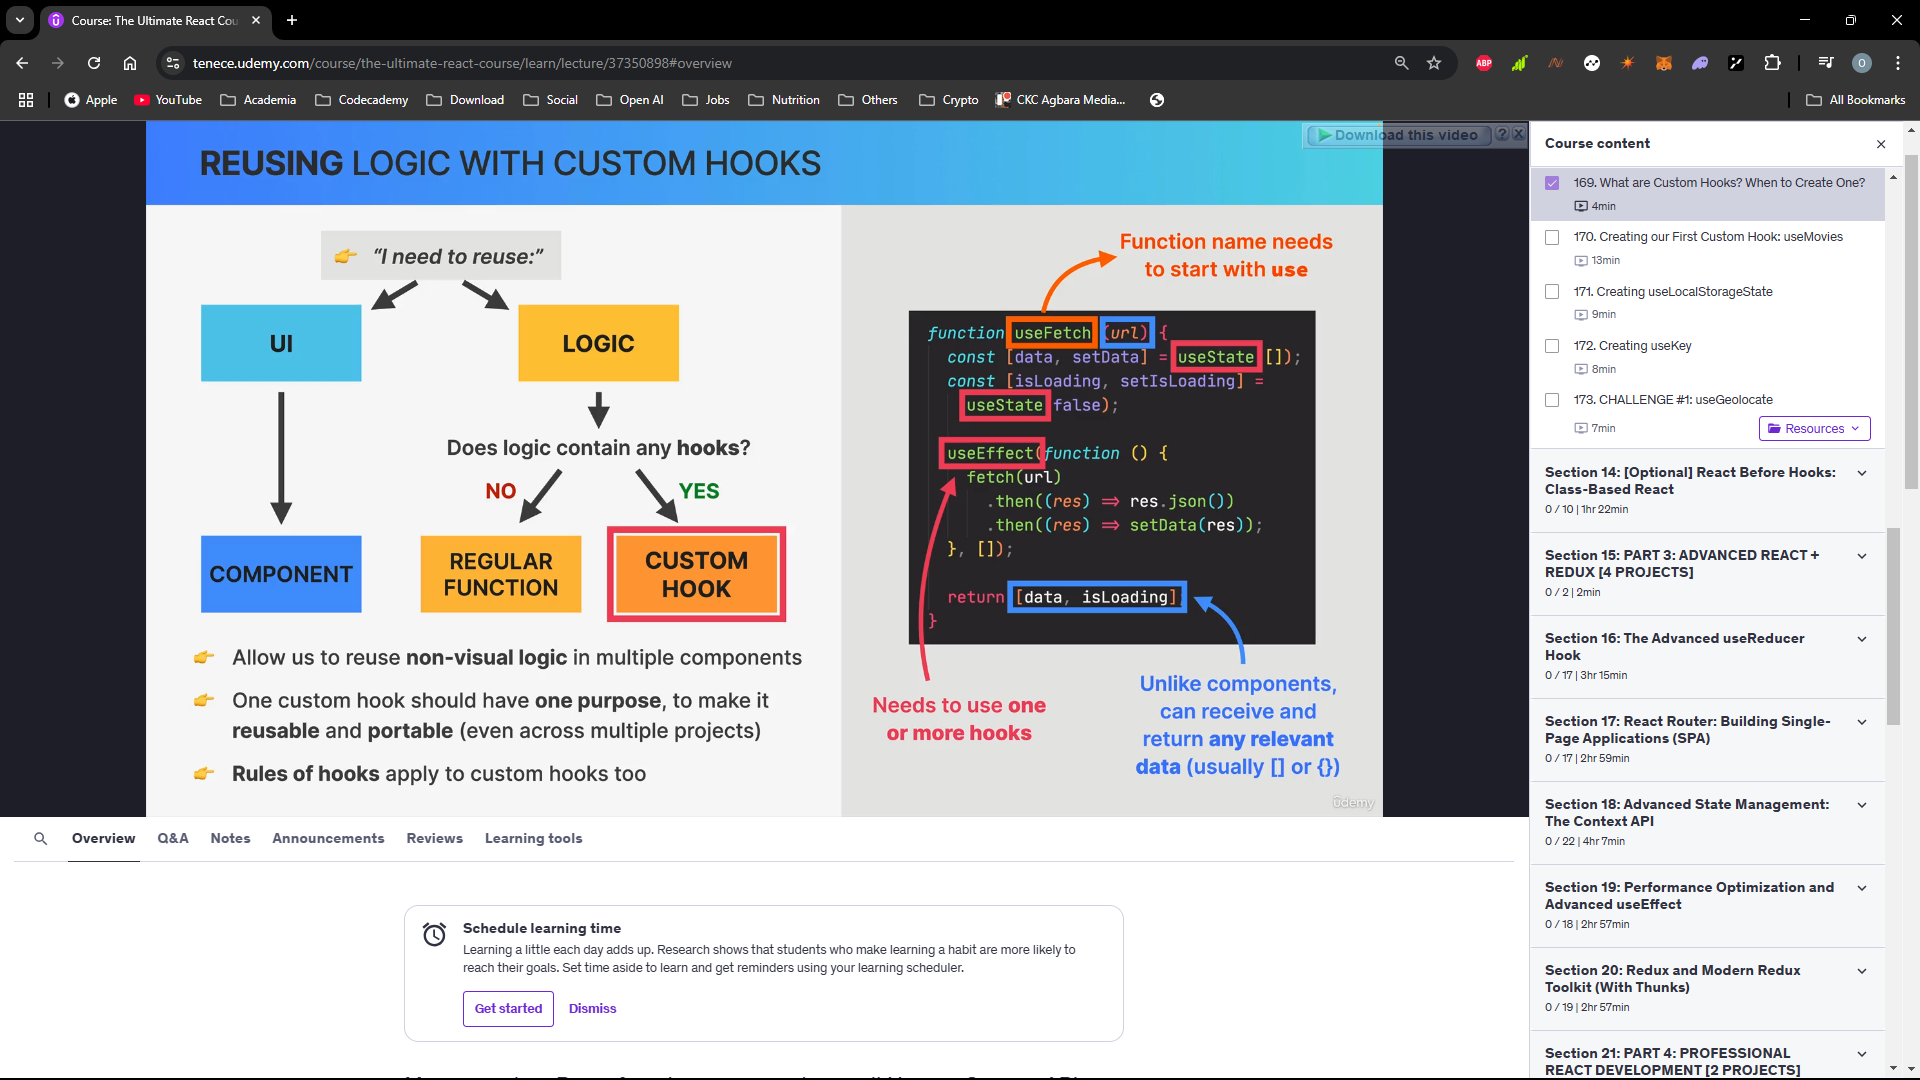 Course: The Ultimate React Cou
tenece.udemy.com/course/the-ultimate-react-course/learn/lecture/37350898#overview
ABP
O
Apple
YouTube
Academia
Codecademy
Download
Social
Open AI
Jobs
Nutrition
Others
Crypto
CKC Agbara Media...
All Bookmarks
Download this video
REUSING LOGIC WITH CUSTOM HOOKS
"I need to reuse:"
UI
LOGIC
Does logic contain any hooks?
NO
YES
COMPONENT
REGULAR
FUNCTION
CUSTOM
HOOK
Allow us to reuse non-visual logic in multiple components
One custom hook should have one purpose, to make it
reusable and portable (even across multiple projects)
Rules of hooks apply to custom hooks too
Function name needs
to start with use
function useFetch (url) {
const [data, setData] = useState []);
const [isLoading, setIsLoading] =
useState false);
useEffect(function () {
fetch(url)
.then((res) ⇒ res.json())
.then((res) ⇒ setData(res));
}, []);
return [data, isLoading]
}
Needs to use one
or more hooks
Unlike components,
can receive and
return any relevant
data (usually [] or {})
ûdemy
Overview
Q&A
Notes
Announcements
Reviews
Learning tools
Schedule learning time
Learning a little each day adds up. Research shows that students who make learning a habit are more likely to
reach their goals. Set time aside to learn and get reminders using your learning scheduler.
Get started
Dismiss
Course content
169. What are Custom Hooks? When to Create One?
4min
170. Creating our First Custom Hook: useMovies
13min
171. Creating useLocalStorageState
9min
172. Creating useKey
8min
173. CHALLENGE #1: useGeolocate
7min
Resources
Section 14: [Optional] React Before Hooks:
Class-Based React
0 / 10 | 1hr 22min
Section 15: PART 3: ADVANCED REACT +
REDUX [4 PROJECTS]
0 / 2 | 2min
Section 16: The Advanced useReducer
Hook
0 / 17 | 3hr 15min
Section 17: React Router: Building Single-
Page Applications (SPA)
0 / 17 | 2hr 59min
Section 18: Advanced State Management:
The Context API
0 / 22 | 4hr 7min
Section 19: Performance Optimization and
Advanced useEffect
0 / 18 | 2hr 57min
Section 20: Redux and Modern Redux
Toolkit (With Thunks)
0 / 19 | 2hr 57min
Section 21: PART 4: PROFESSIONAL
REACT DEVELOPMENT [2 PROJECTS]